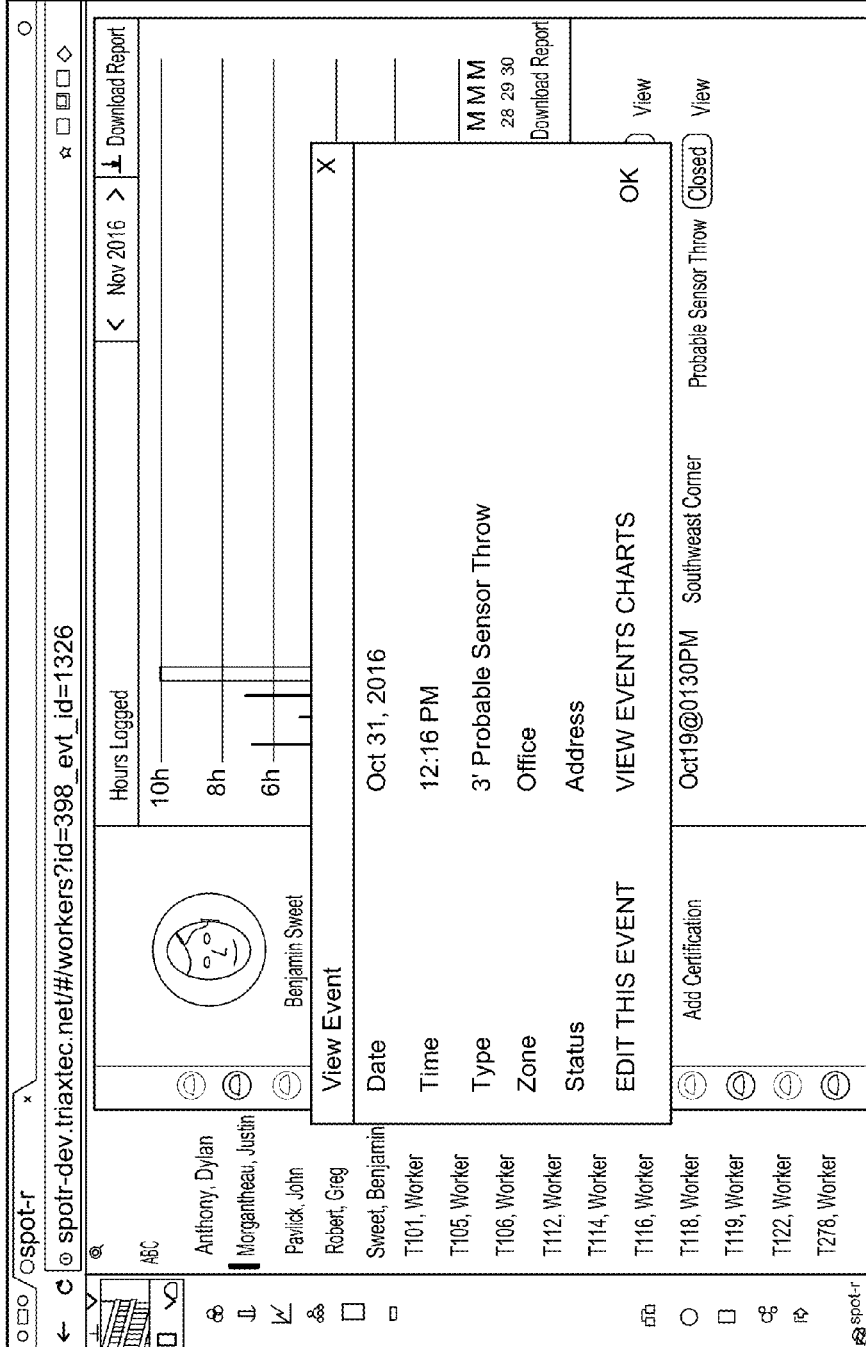 spot-r ×
spotr-dev.triaxtec.net/#/workers?id=398_evt_id=1326
ABC
Anthony, Dylan
Morgantheau, Justin
Pavlick, John
Robert, Greg
Sweet, Benjamin
T101, Worker
T105, Worker
T106, Worker
T112, Worker
T114, Worker
T116, Worker
T118, Worker
T119, Worker
T122, Worker
T278, Worker
spot-r
Benjamin Sweet
Hours Logged
< Nov 2016 >
Download Report
10h
8h
6h
M M M
28 29 30
Download Report
View Event X
Date Oct 31, 2016
Time 12:16 PM
Type 3' Probable Sensor Throw
Zone Office
Status Address
EDIT THIS EVENT VIEW EVENTS CHARTS OK
View
Add Certification
Oct19@0130PM Southweast Corner Probable Sensor Throw Closed View